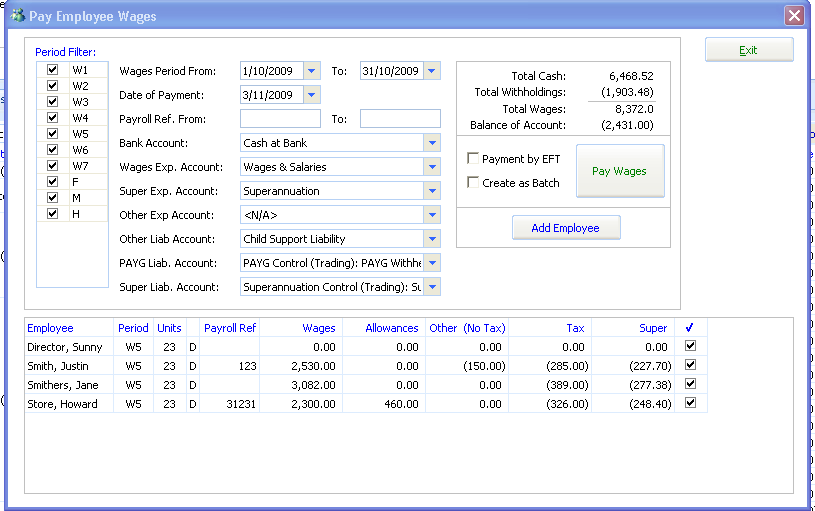 Pay Employee Wages
Period Filter:
W1
W2
W3
W4
W5
W6
W7
F
M
H
Wages Period From: 1/10/2009 To: 31/10/2009
Date of Payment: 3/11/2009
Payroll Ref. From: To:
Bank Account: Cash at Bank
Wages Exp. Account: Wages & Salaries
Super Exp. Account: Superannuation
Other Exp Account: <N/A>
Other Liab Account: Child Support Liability
PAYG Liab. Account: PAYG Control (Trading): PAYG Withhe
Super Liab. Account: Superannuation Control (Trading): Su
Total Cash: 6,468.52
Total Withholdings: (1,903.48)
Total Wages: 8,372.0
Balance of Account: (2,431.00)
Payment by EFT
Create as Batch
Pay Wages
Add Employee
Exit
Employee Period Units Payroll Ref Wages Allowances Other (No Tax) Tax Super ✓
Director, Sunny W5 23 D 0.00 0.00 0.00 0.00 0.00
Smith, Justin W5 23 D 123 2,530.00 0.00 (150.00) (285.00) (227.70)
Smithers, Jane W5 23 D 3,082.00 0.00 0.00 (389.00) (277.38)
Store, Howard W5 23 D 31231 2,300.00 460.00 0.00 (326.00) (248.40)